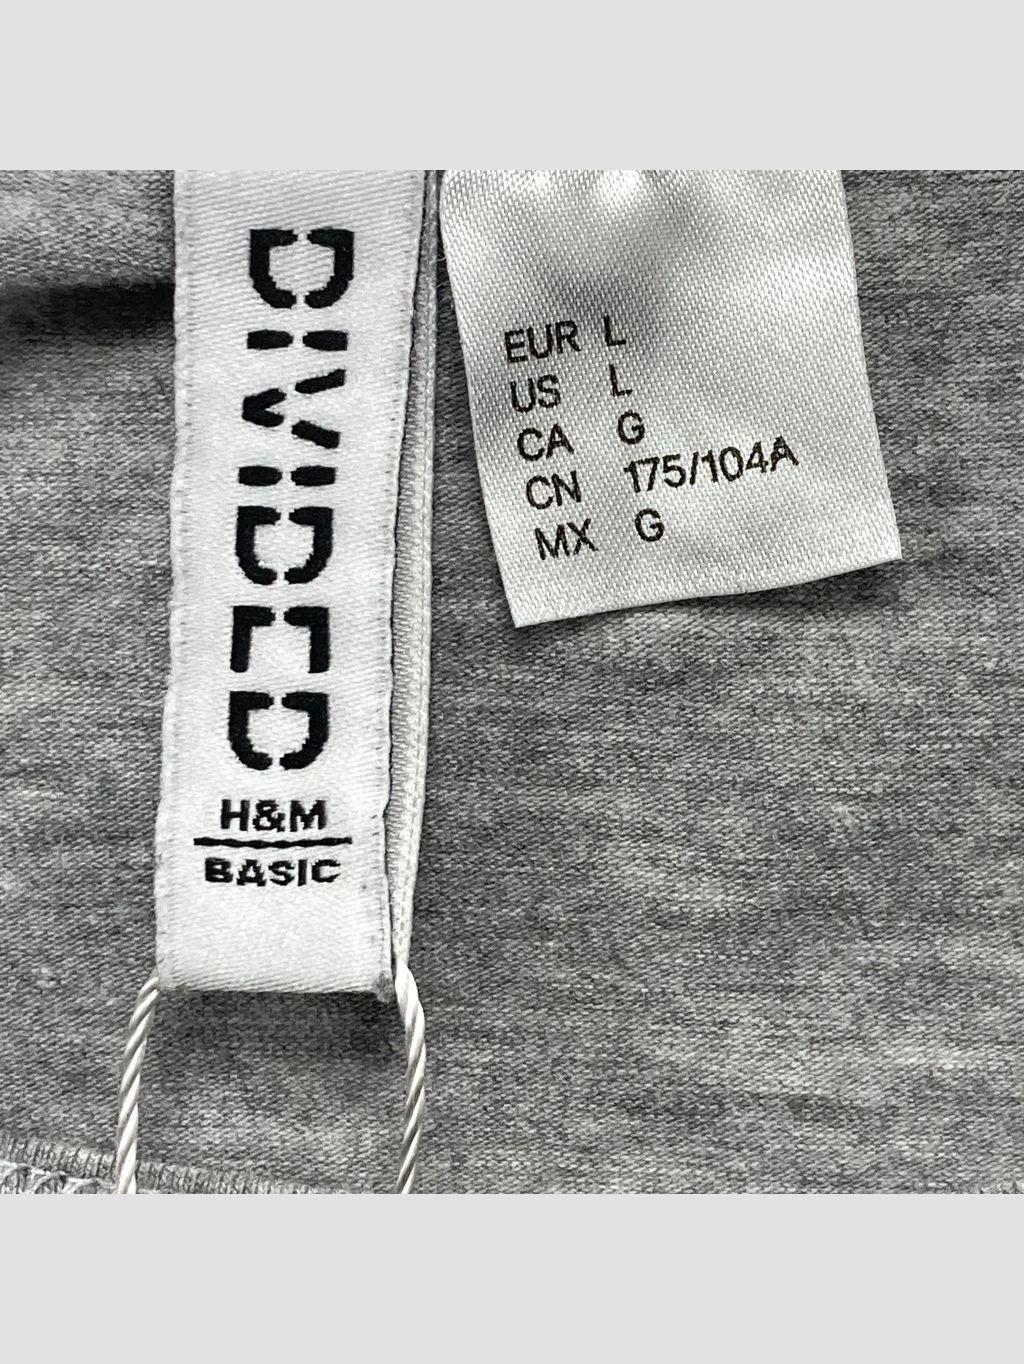 DIVIDED
H&M
BASIC
EUR L
US L
CA G
CN 175/104A
MX G